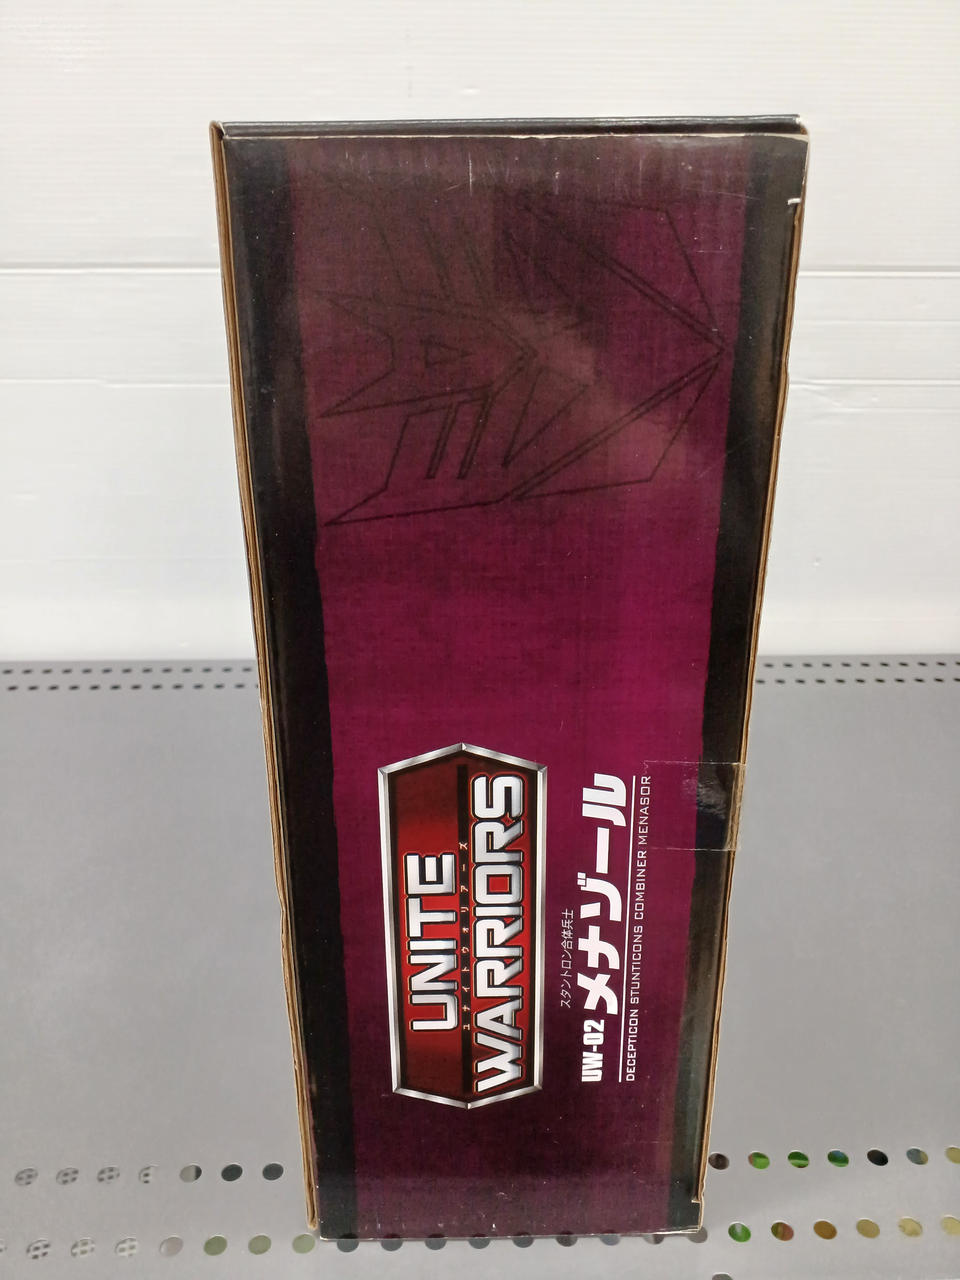 UNITE
ユナイトウォリアーズ
WARRIORS
スタントロン合体兵士
UW-02 メナゾール
DECEPTICON STUNTICONS COMBINER MENASOR